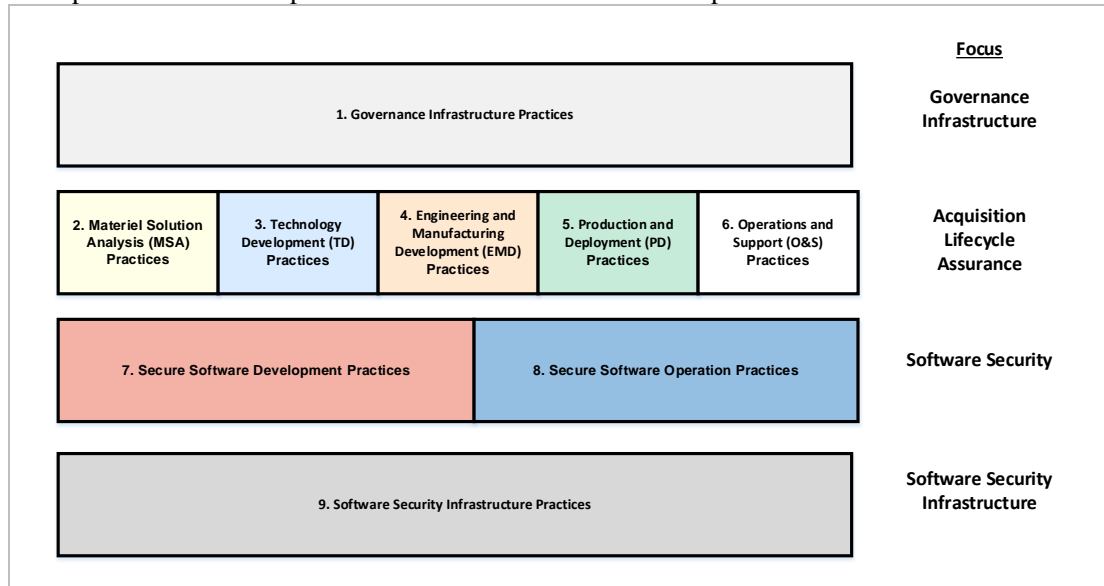 Focus
1. Governance Infrastructure Practices
Governance
Infrastructure
2. Materiel Solution
Analysis (MSA)
Practices
3. Technology
Development (TD)
Practices
4. Engineering and
Manufacturing
Development (EMD)
Practices
5. Production and
Deployment (PD)
Practices
6. Operations and
Support (O&S)
Practices
Acquisition
Lifecycle
Assurance
7. Secure Software Development Practices
8. Secure Software Operation Practices
Software Security
9. Software Security Infrastructure Practices
Software Security
Infrastructure